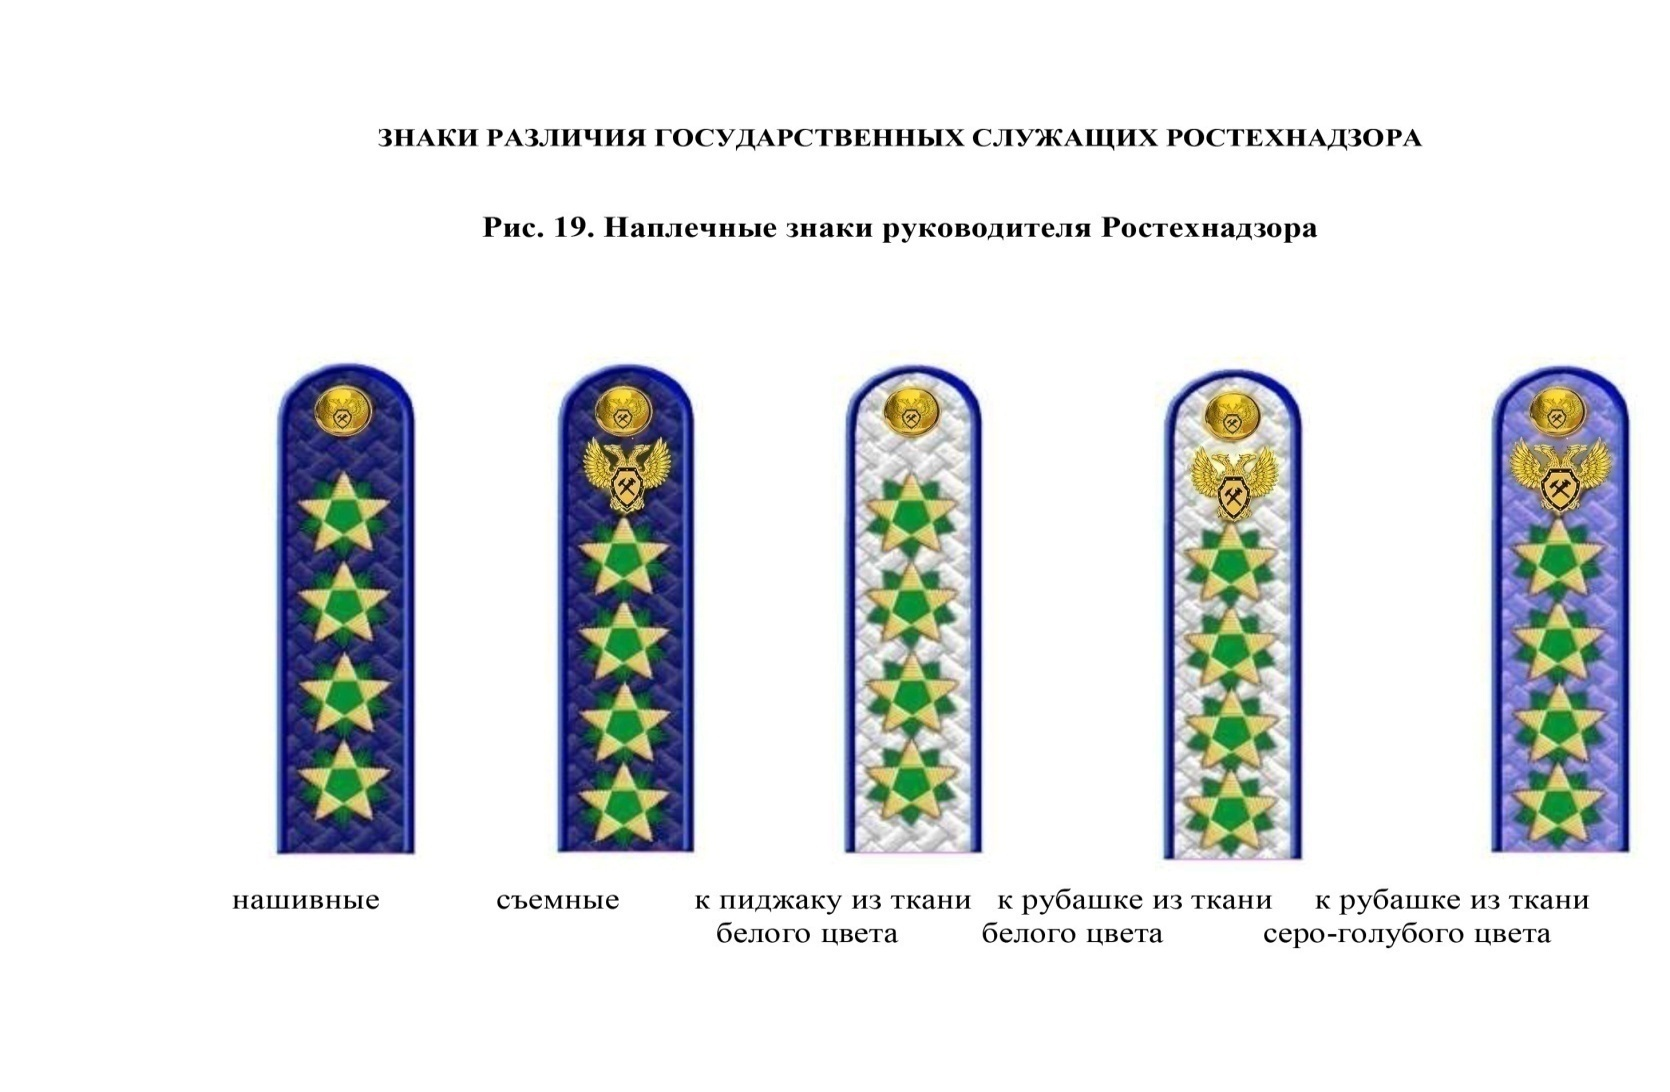 ЗНАКИ РАЗЛИЧИЯ ГОСУДАРСТВЕННЫХ СЛУЖАЩИХ РОСТЕХНАДЗОРА
Рис. 19. Наплечные знаки руководителя Ростехнадзора
нашивные съемные к пиджаку из ткани к рубашке из ткани к рубашке из ткани
белого цвета белого цвета серо-голубого цвета